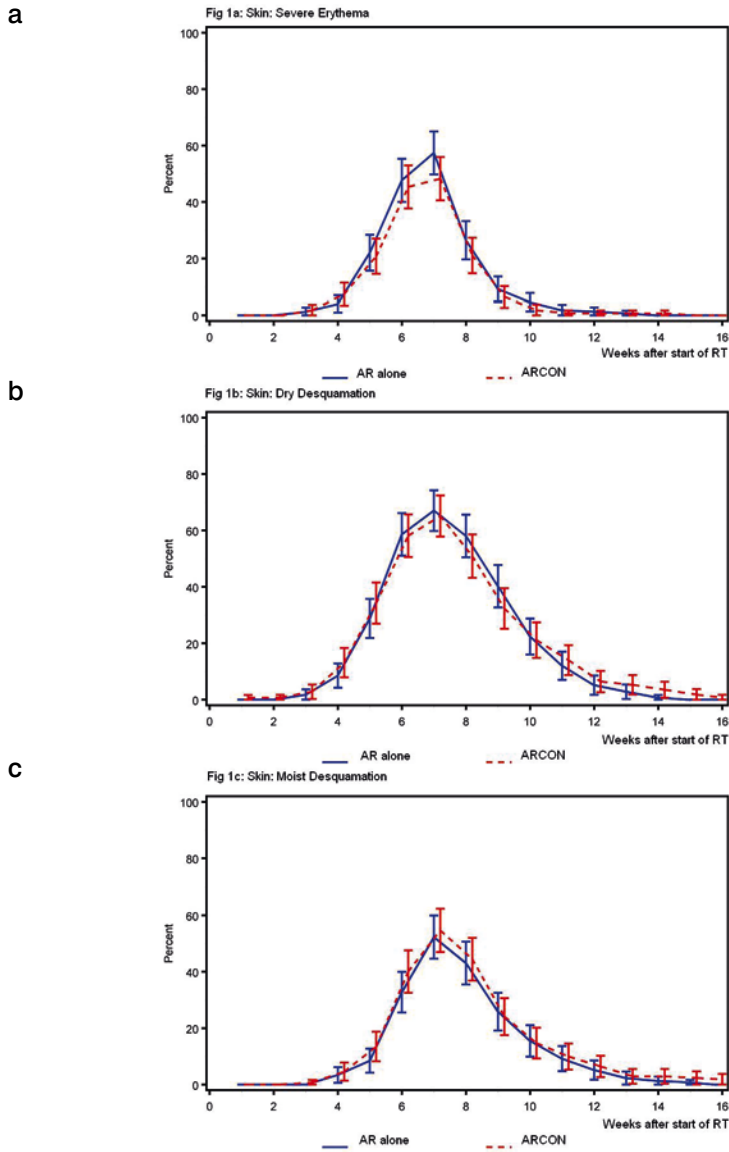 a
Fig 1a: Skin: Severe Erythema
100
80
60
40
20
0
Percent
0 2 4 6 8 10 12 14 16
Weeks after start of RT
AR alone ARCON
b
Fig 1b: Skin: Dry Desquamation
100
80
60
40
20
0
Percent
0 2 4 6 8 10 12 14 16
Weeks after start of RT
AR alone ARCON
c
Fig 1c: Skin: Moist Desquamation
100
80
60
40
20
0
Percent
0 2 4 6 8 10 12 14 16
Weeks after start of RT
AR alone ARCON